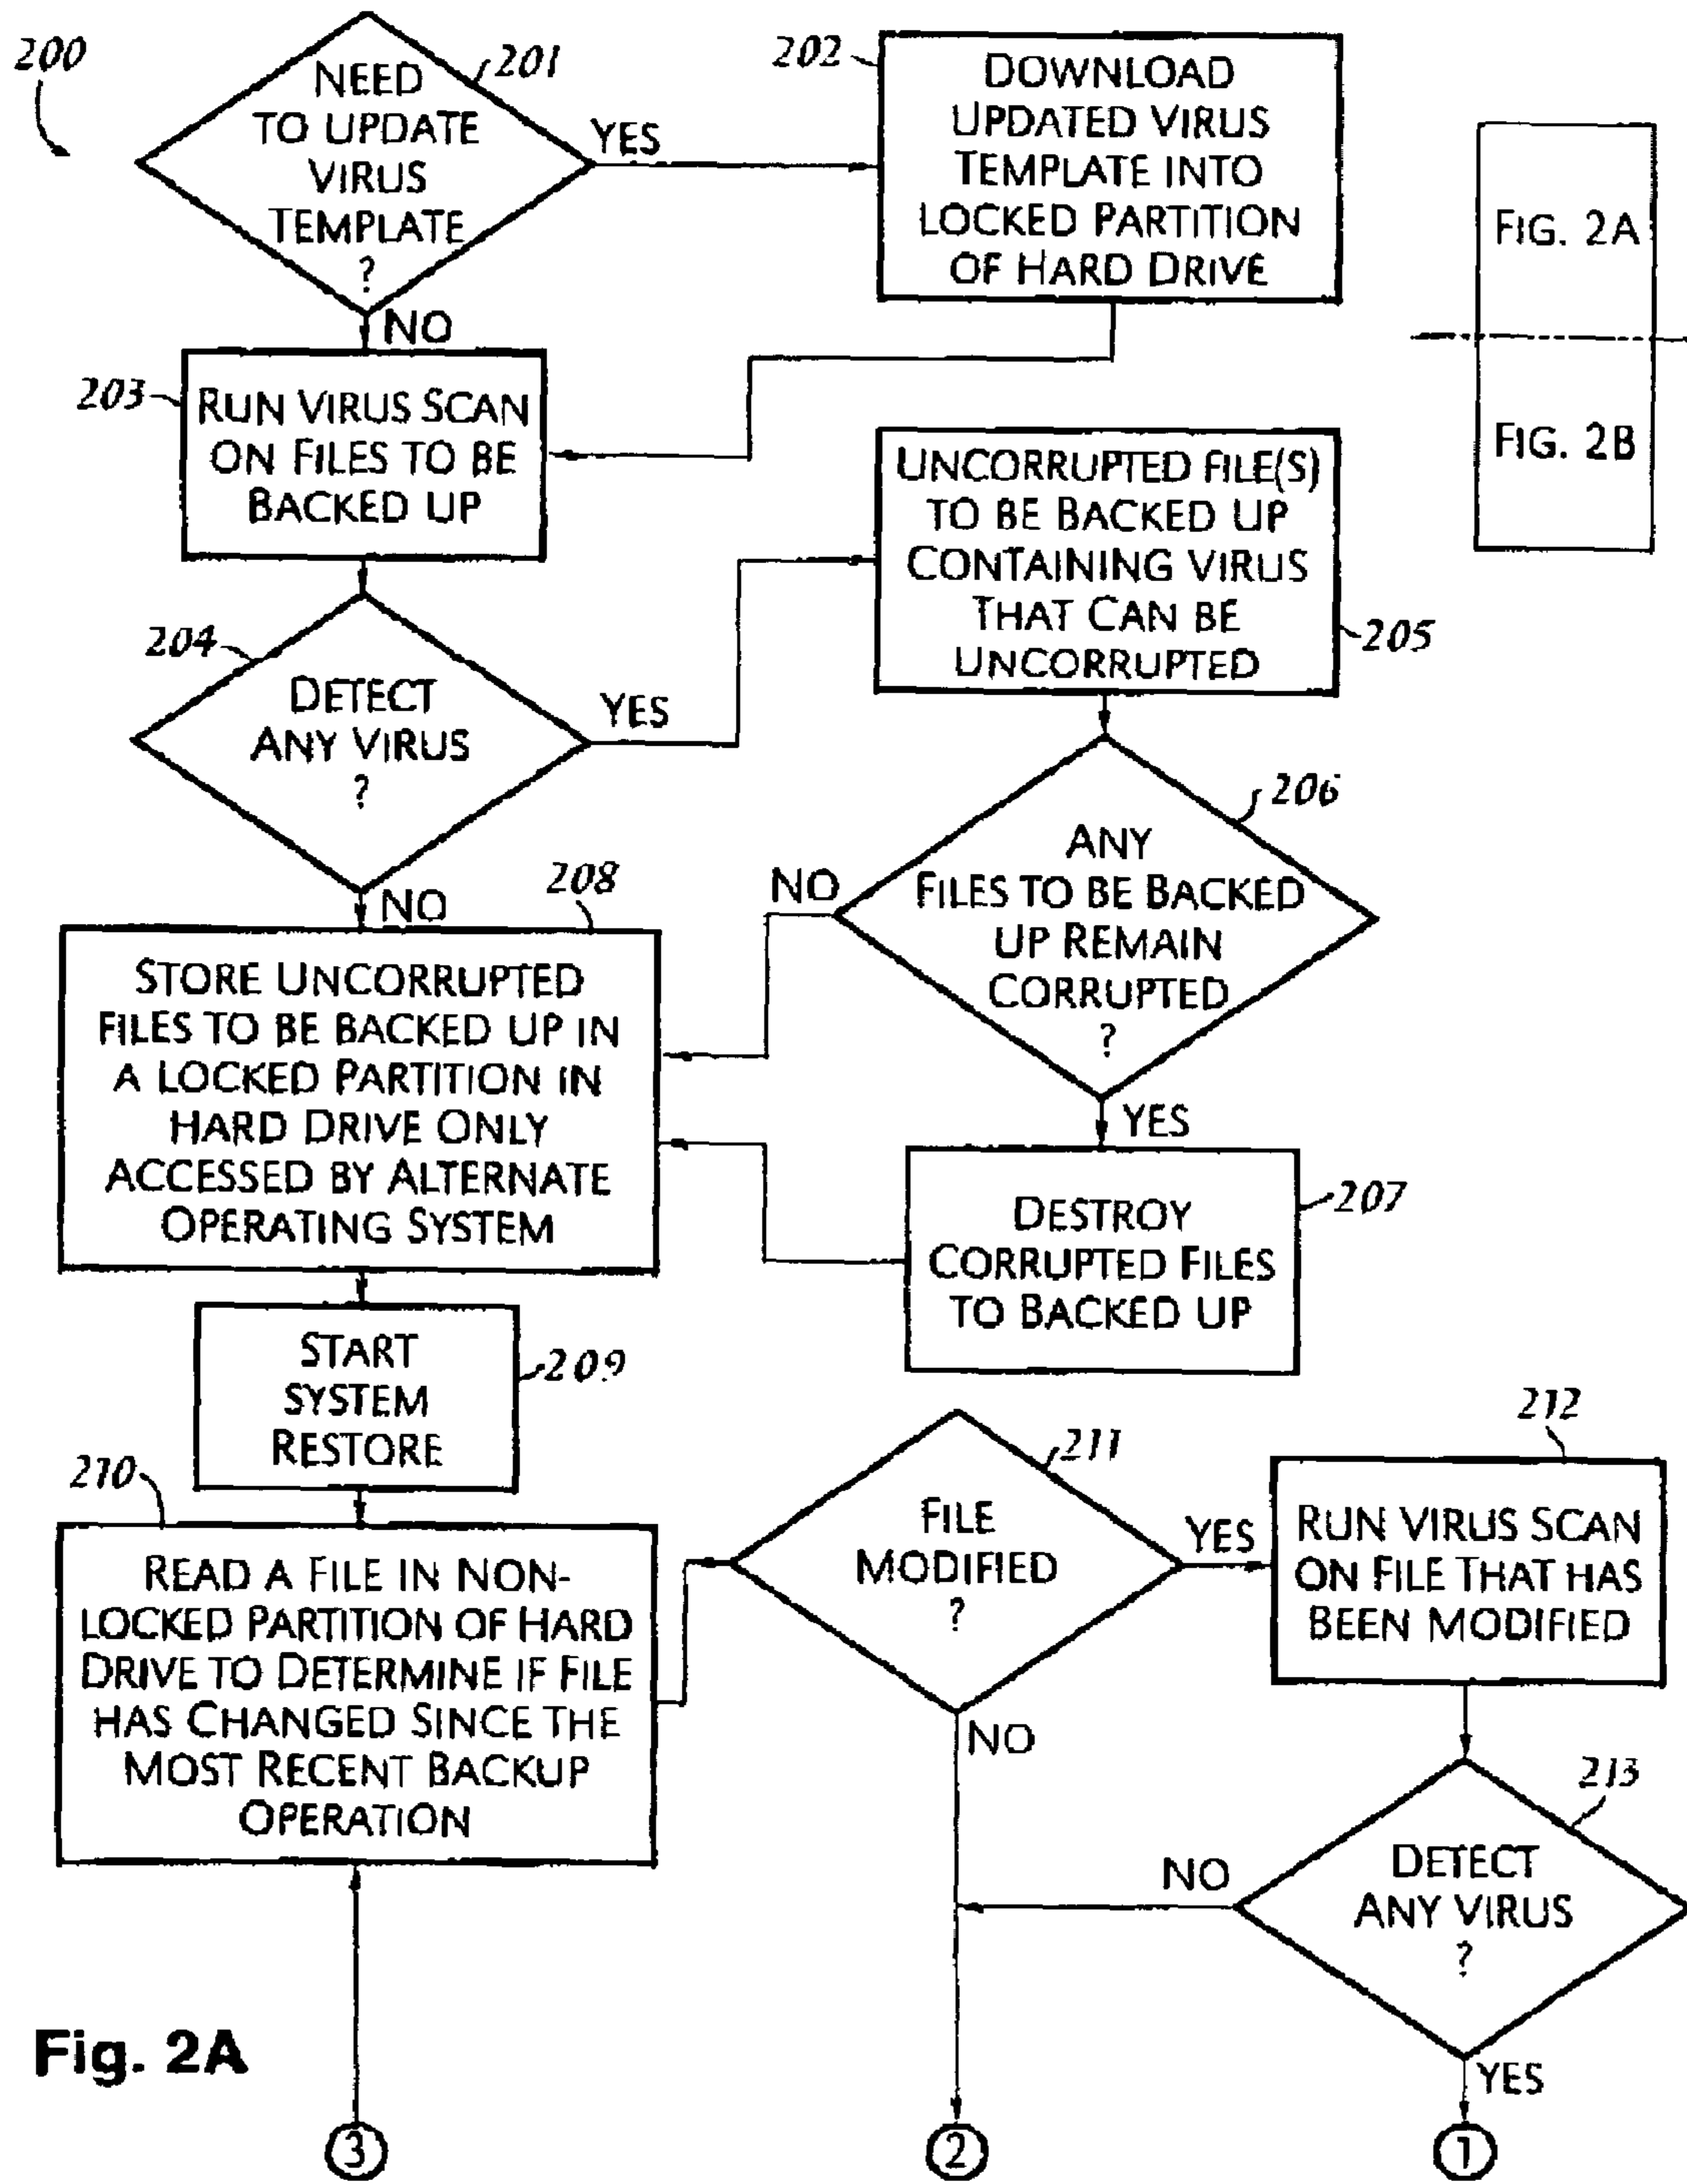 200
201
NEED
TO UPDATE
VIRUS
TEMPLATE
?
YES
NO
202
DOWNLOAD
UPDATED VIRUS
TEMPLATE INTO
LOCKED PARTITION
OF HARD DRIVE
FIG. 2A
FIG. 2B
203
RUN VIRUS SCAN
ON FILES TO BE
BACKED UP
204
DETECT
ANY VIRUS
?
YES
NO
UNCORRUPTED FILE(S)
TO BE BACKED UP
CONTAINING VIRUS
THAT CAN BE
UNCORRUPTED
205
206
ANY
FILES TO BE BACKED
UP REMAIN
CORRUPTED
?
NO
YES
207
DESTROY
CORRUPTED FILES
TO BACKED UP
208
STORE UNCORRUPTED
FILES TO BE BACKED UP IN
A LOCKED PARTITION IN
HARD DRIVE ONLY
ACCESSED BY ALTERNATE
OPERATING SYSTEM
START
SYSTEM
RESTORE
209
210
READ A FILE IN NON-
LOCKED PARTITION OF HARD
DRIVE TO DETERMINE IF FILE
HAS CHANGED SINCE THE
MOST RECENT BACKUP
OPERATION
211
FILE
MODIFIED
?
YES
NO
212
RUN VIRUS SCAN
ON FILE THAT HAS
BEEN MODIFIED
213
DETECT
ANY VIRUS
?
NO
YES
Fig. 2A
3
2
1